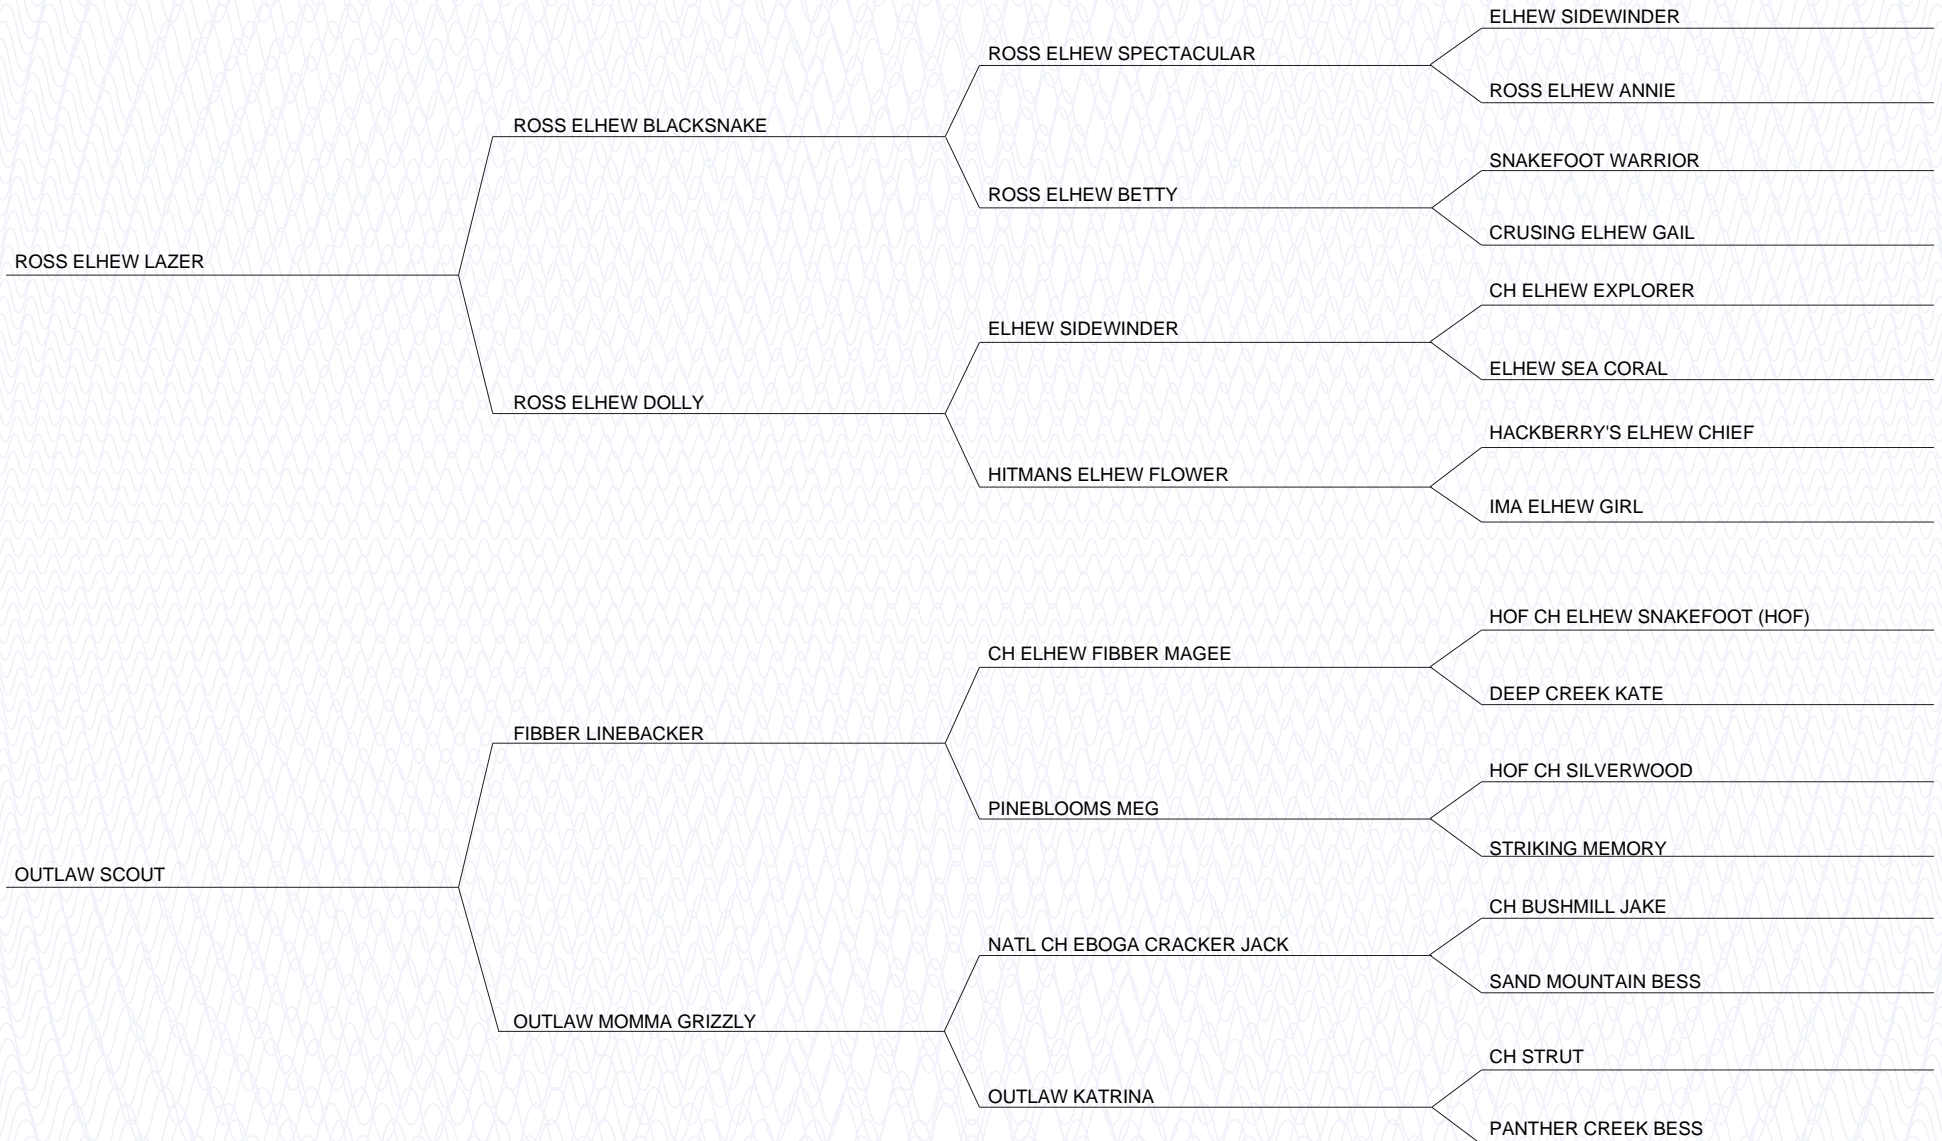 ELHEW SIDEWINDER
ROSS ELHEW SPECTACULAR
ROSS ELHEW ANNIE
ROSS ELHEW BLACKSNAKE
SNAKEFOOT WARRIOR
ROSS ELHEW BETTY
CRUSING ELHEW GAIL
ROSS ELHEW LAZER
CH ELHEW EXPLORER
ELHEW SIDEWINDER
ELHEW SEA CORAL
ROSS ELHEW DOLLY
HACKBERRY'S ELHEW CHIEF
HITMANS ELHEW FLOWER
IMA ELHEW GIRL
HOF CH ELHEW SNAKEFOOT (HOF)
CH ELHEW FIBBER MAGEE
DEEP CREEK KATE
FIBBER LINEBACKER
HOF CH SILVERWOOD
PINEBLOOMS MEG
STRIKING MEMORY
OUTLAW SCOUT
CH BUSHMILL JAKE
NATL CH EBOGA CRACKER JACK
SAND MOUNTAIN BESS
OUTLAW MOMMA GRIZZLY
CH STRUT
OUTLAW KATRINA
PANTHER CREEK BESS